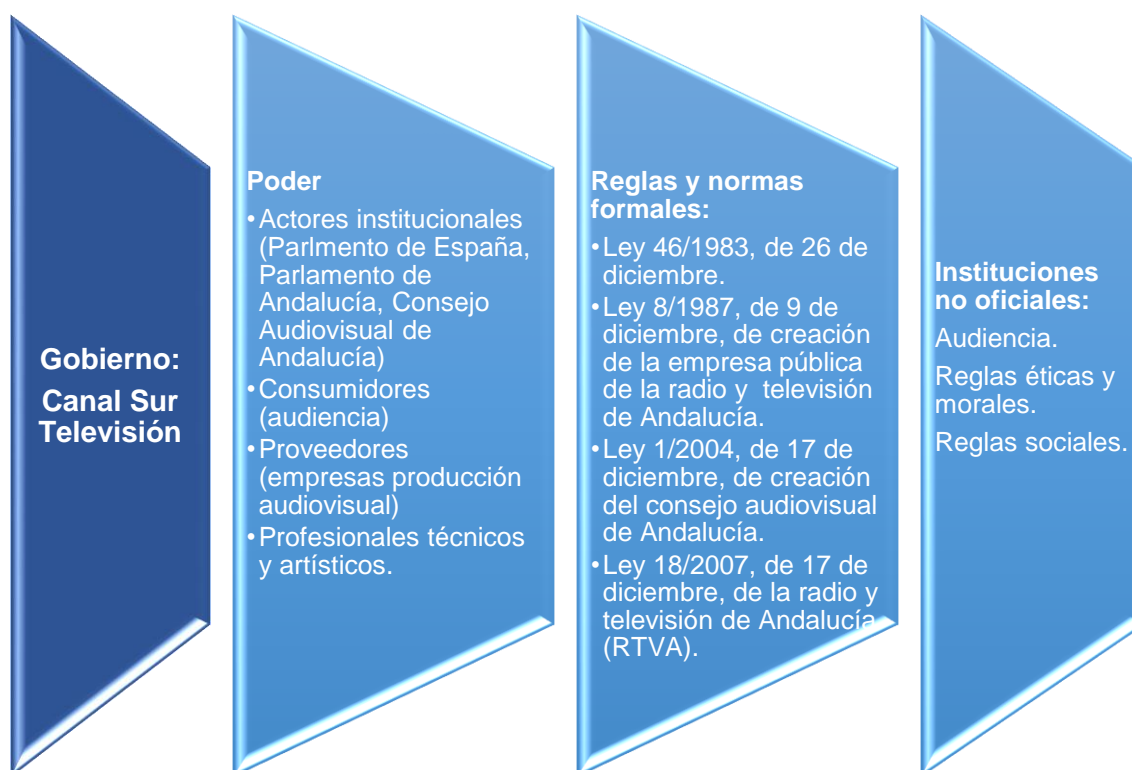 Gobierno:
Canal Sur
Televisión
Poder
•Actores institucionales
(Parlmento de España,
Parlamento de
Andalucía, Consejo
Audiovisual de
Andalucía)
•Consumidores
(audiencia)
•Proveedores
(empresas producción
audiovisual)
•Profesionales técnicos
y artísticos.
Reglas y normas
formales:
•Ley 46/1983, de 26 de
diciembre.
•Ley 8/1987, de 9 de
diciembre, de creación
de la empresa pública
de la radio y televisión
de Andalucía.
•Ley 1/2004, de 17 de
diciembre, de creación
del consejo audiovisual
de Andalucía.
•Ley 18/2007, de 17 de
diciembre, de la radio y
televisión de Andalucía
(RTVA).
Instituciones
no oficiales:
Audiencia.
Reglas éticas y
morales.
Reglas sociales.